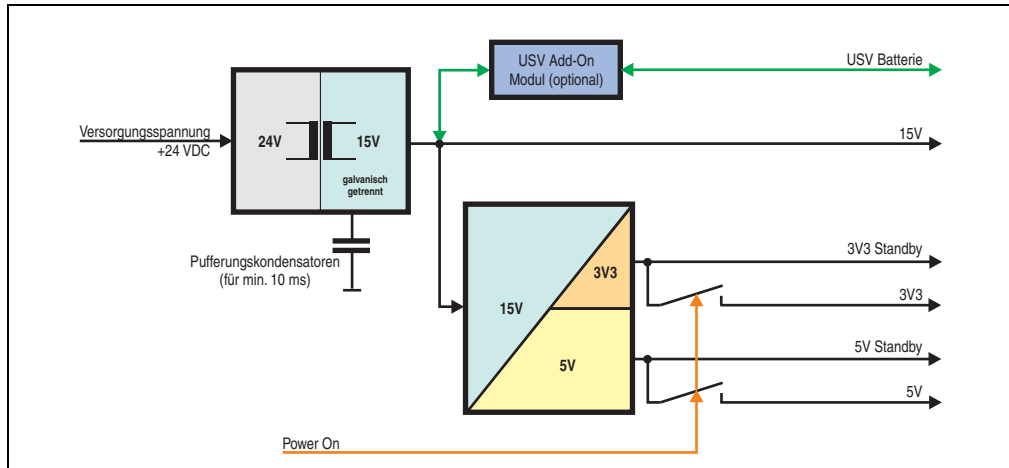 USV Add-On
Modul (optional)
USV Batterie
Versorgungsspannung
+24 VDC
24V
15V
galvanisch
getrennt
15V
Pufferungskondensatoren
(für min. 10 ms)
15V
3V3
5V
3V3 Standby
3V3
5V Standby
5V
Power On